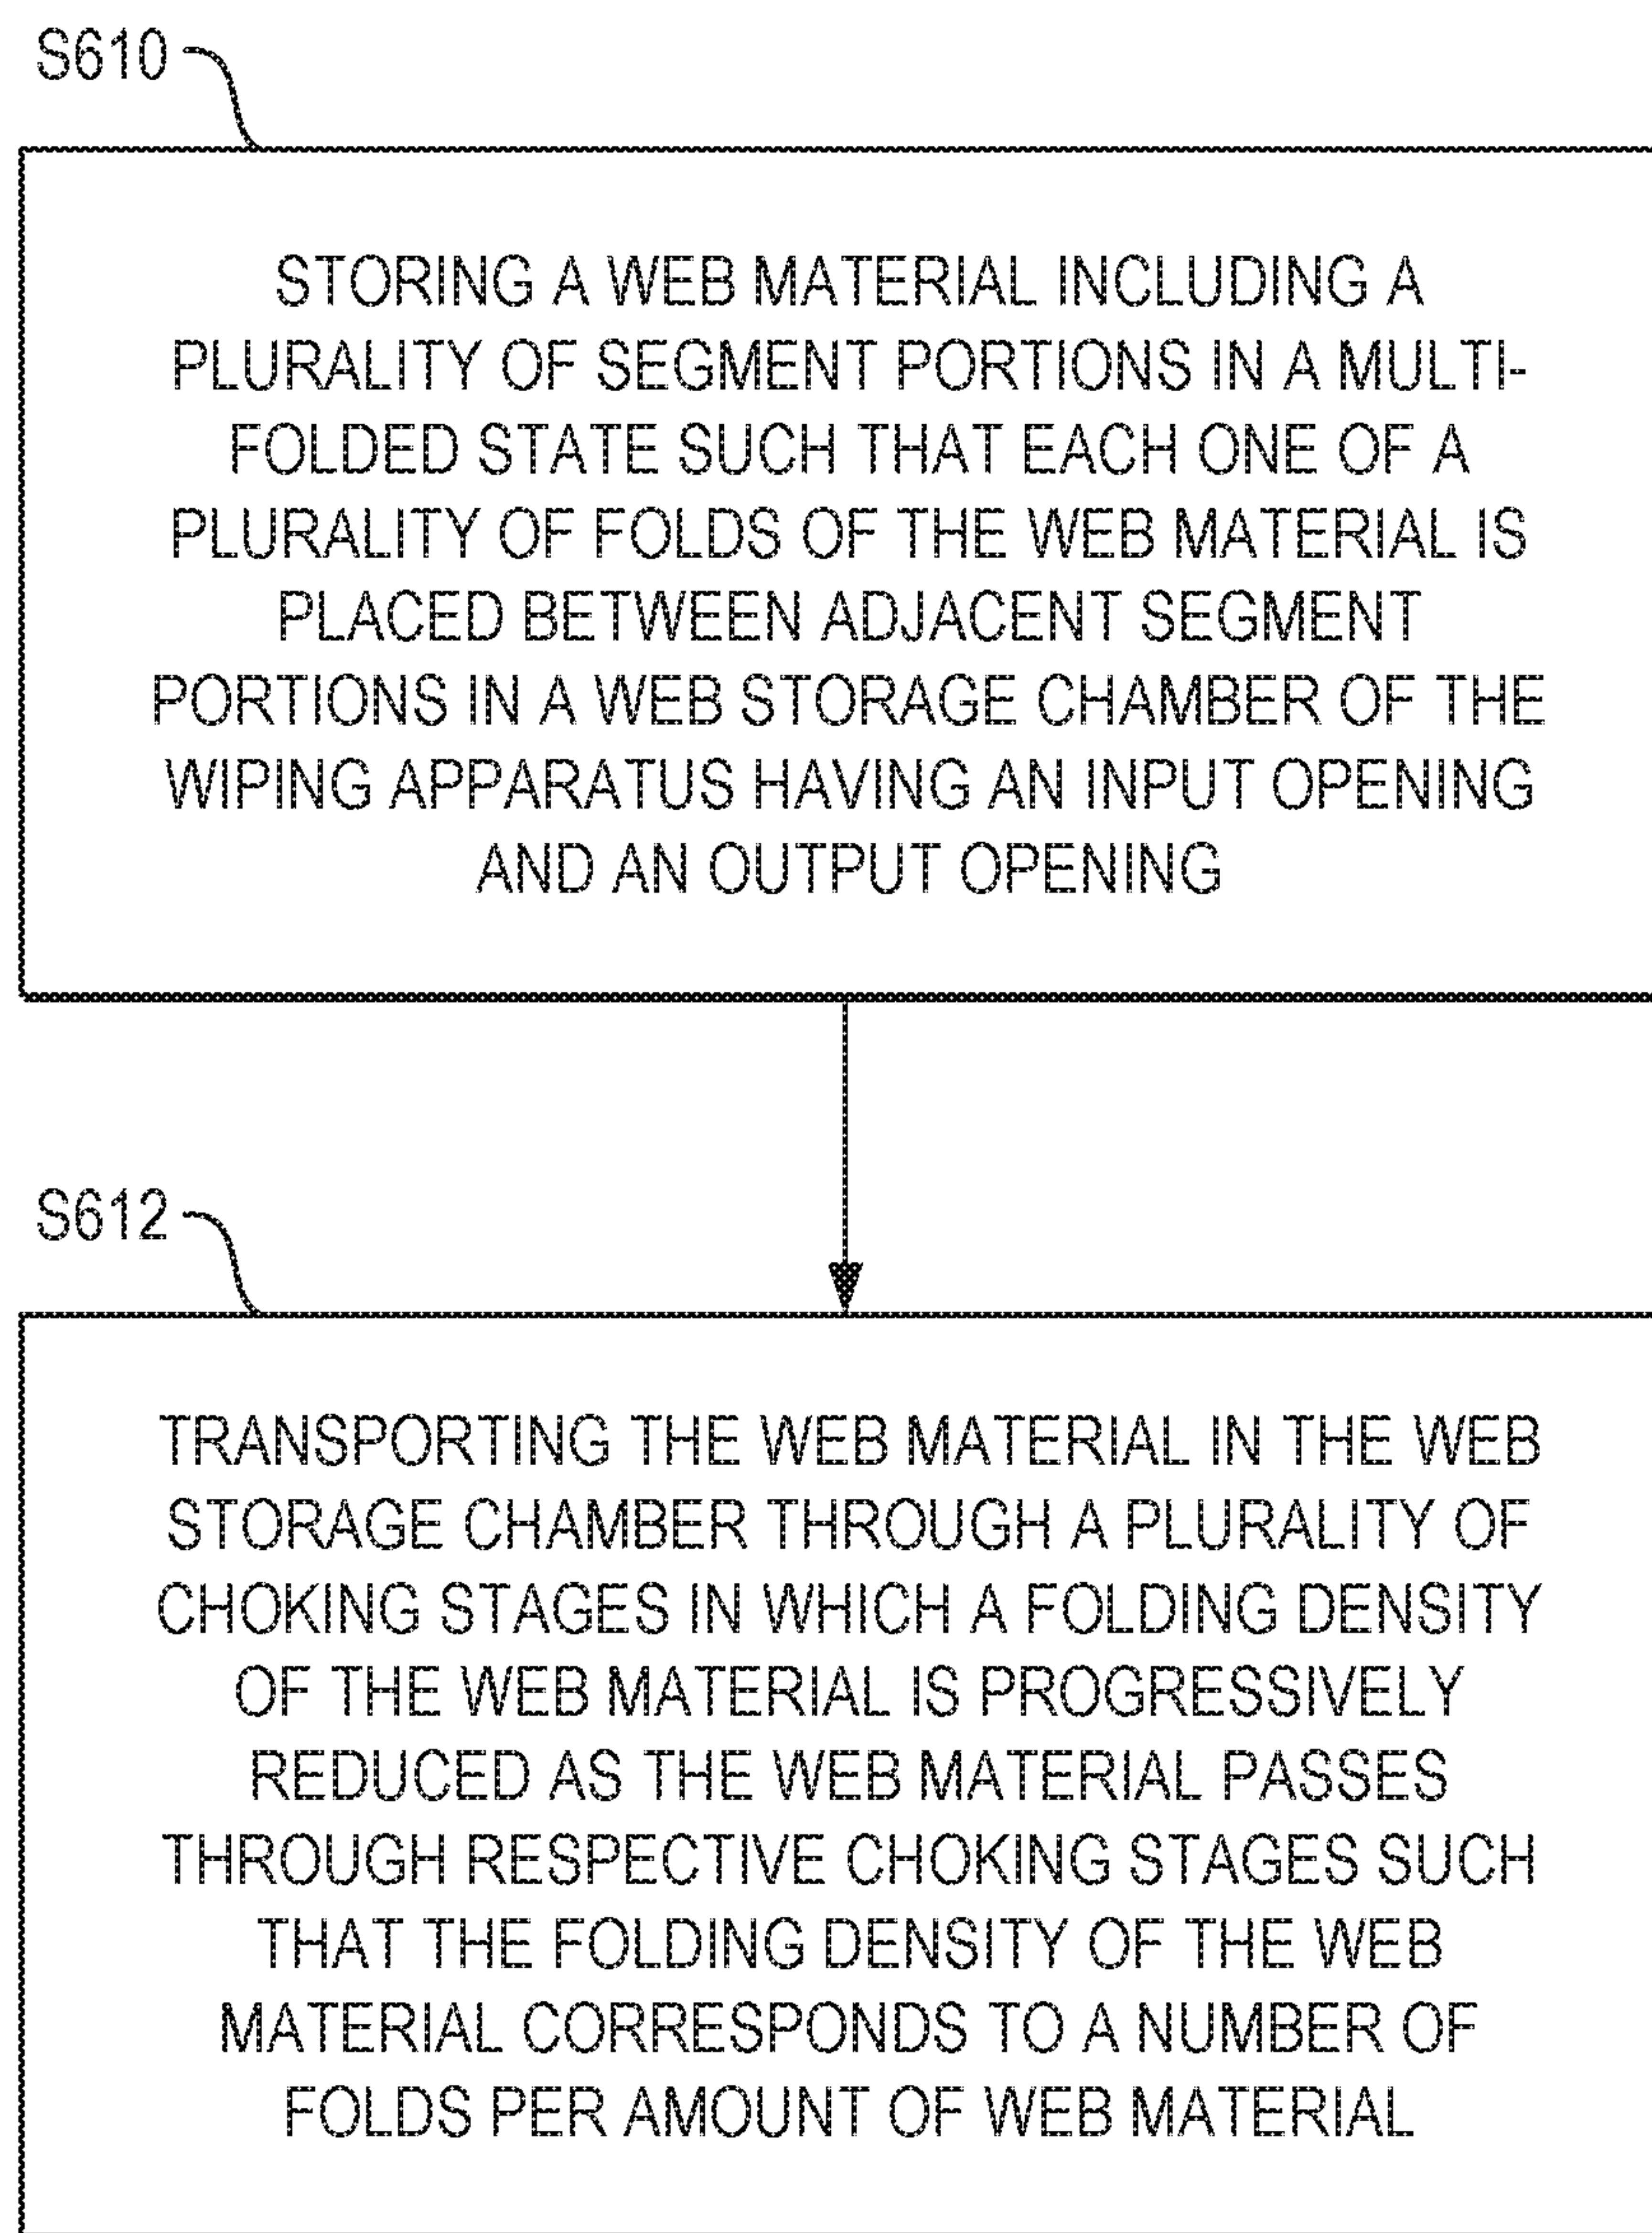 S610
STORING A WEB MATERIAL INCLUDING A
PLURALITY OF SEGMENT PORTIONS IN A MULTI-
FOLDED STATE SUCH THAT EACH ONE OF A
PLURALITY OF FOLDS OF THE WEB MATERIAL IS
PLACED BETWEEN ADJACENT SEGMENT
PORTIONS IN A WEB STORAGE CHAMBER OF THE
WIPING APPARATUS HAVING AN INPUT OPENING
AND AN OUTPUT OPENING
S612
TRANSPORTING THE WEB MATERIAL IN THE WEB
STORAGE CHAMBER THROUGH A PLURALITY OF
CHOKING STAGES IN WHICH A FOLDING DENSITY
OF THE WEB MATERIAL IS PROGRESSIVELY
REDUCED AS THE WEB MATERIAL PASSES
THROUGH RESPECTIVE CHOKING STAGES SUCH
THAT THE FOLDING DENSITY OF THE WEB
MATERIAL CORRESPONDS TO A NUMBER OF
FOLDS PER AMOUNT OF WEB MATERIAL